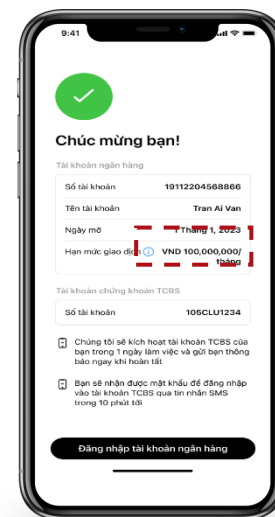 9:41
Chúc mừng bạn!
Tài khoản ngân hàng
Số tài khoản 19112204568866
Tên tài khoản Tran Ai Van
Ngày mở 1 Tháng 1, 2023
Hạn mức giao dịch VND 100,000,000/
tháng
Tài khoản chứng khoán TCBS
Số tài khoản 105CLU1234
Chúng tôi sẽ kích hoạt tài khoản TCBS của
bạn trong 1 ngày làm việc và gửi bạn thông
báo ngay khi hoàn tất
Bạn sẽ nhận được mật khẩu để đăng nhập
vào tài khoản TCBS qua tin nhắn SMS
trong 10 phút tới
Đăng nhập tài khoản ngân hàng